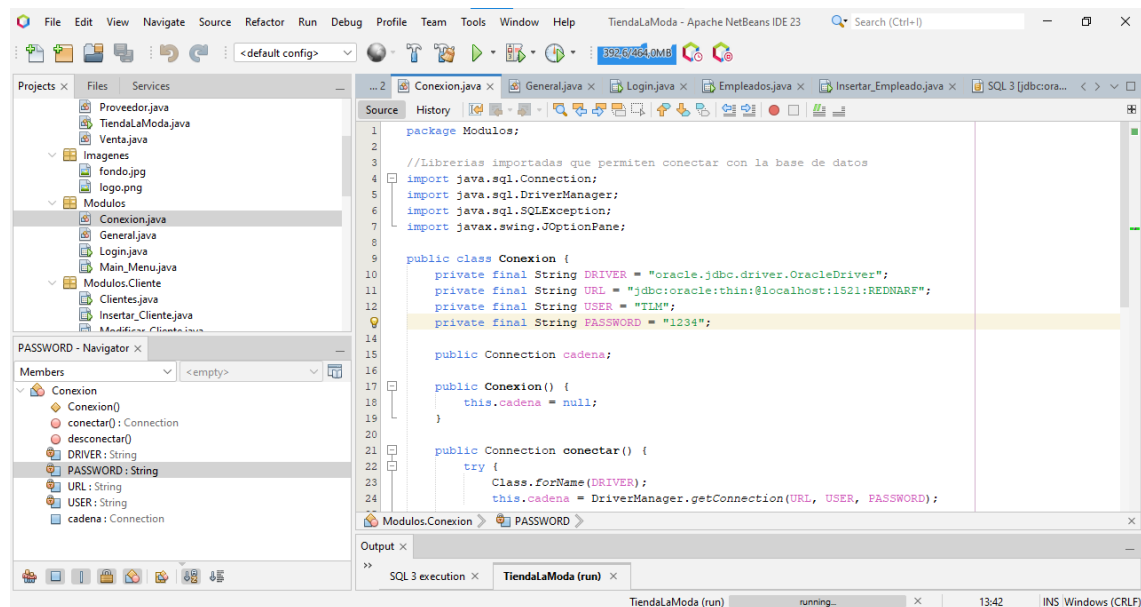 File Edit View Navigate Source Refactor Run Debug Profile Team Tools Window Help TiendaLaModa - Apache NetBeans IDE 23 Search (Ctrl+I)
<default config> 392,6/464,0MB
Projects Files Services
Proveedor.java
TiendaLaModa.java
Venta.java
Imagenes
fondo.jpg
logo.png
Modulos
Conexion.java
General.java
Login.java
Main_Menu.java
Modulos.Cliente
Clientes.java
Insertar_Cliente.java
Modificar_Cliente.java
PASSWORD - Navigator
Members <empty>
Conexion
Conexion()
conectar() : Connection
desconectar()
DRIVER : String
PASSWORD : String
URL : String
USER : String
cadena : Connection
... 2 Conexion.java General.java Login.java Empleados.java Insertar_Empleado.java SQL 3 [jdbc:ora...
Source History
1 package Modulos;
2
3 //Librerias importadas que permiten conectar con la base de datos
4 import java.sql.Connection;
5 import java.sql.DriverManager;
6 import java.sql.SQLException;
7 import javax.swing.JOptionPane;
8
9 public class Conexion {
10 private final String DRIVER = "oracle.jdbc.driver.OracleDriver";
11 private final String URL = "jdbc:oracle:thin:@localhost:1521:REDNARF";
12 private final String USER = "TLM";
private final String PASSWORD = "1234";
14
15 public Connection cadena;
16
17 public Conexion() {
18 this.cadena = null;
19 }
20
21 public Connection conectar() {
22 try {
23 Class.forName(DRIVER);
24 this.cadena = DriverManager.getConnection(URL, USER, PASSWORD);
Modulos.Conexion PASSWORD
Output
SQL 3 execution TiendaLaModa (run)
TiendaLaModa (run) running... 13:42 INS Windows (CRLF)